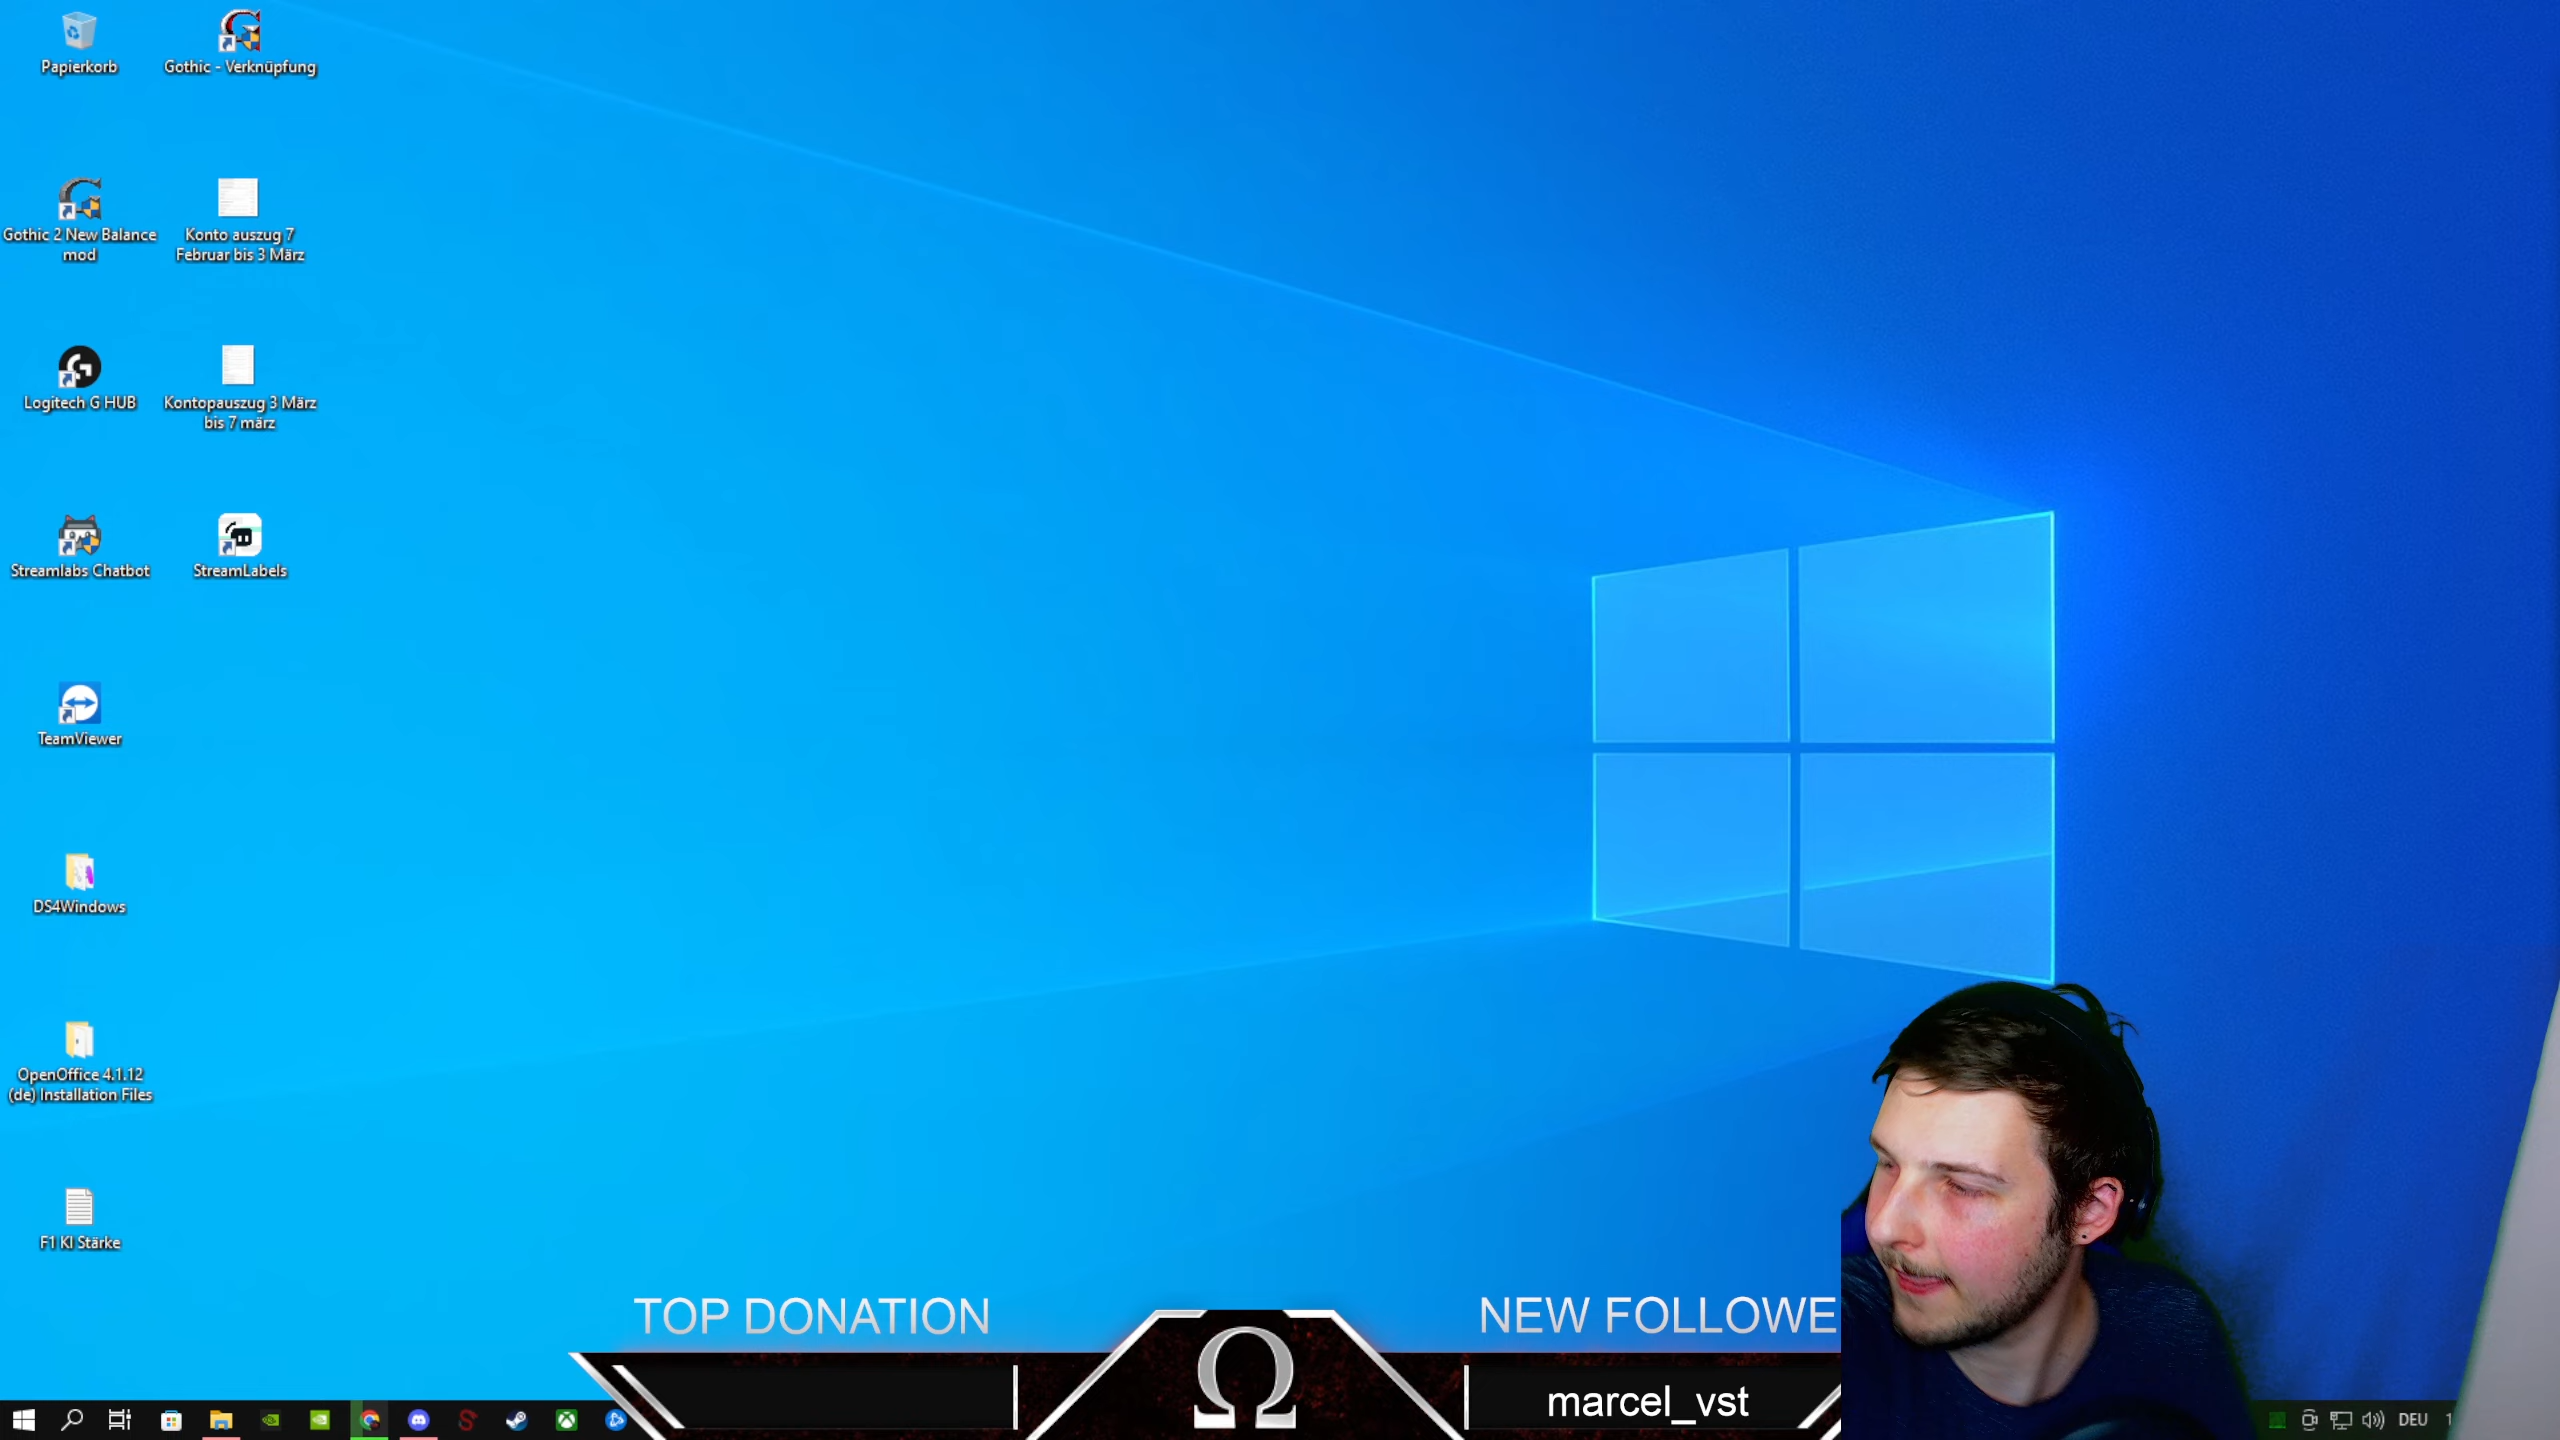 Papierkorb
Gothic - Verknüpfung
Gothic 2 New Balance
mod
Konto auszug 7
Februar bis 3 März
Logitech G HUB
Kontopauszug 3 März
bis 7 märz
Streamlabs Chatbot
StreamLabels
TeamViewer
DS4Windows
OpenOffice 4.1.12
(de) Installation Files
F1 KI Stärke
TOP DONATION
NEW FOLLOWE
Ω
marcel_vst
DEU
1